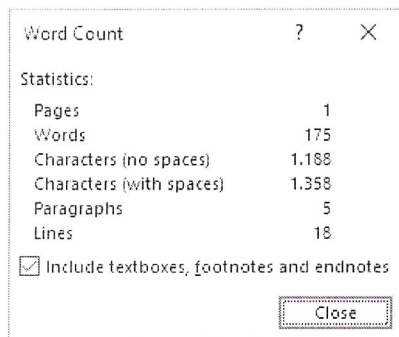 Word Count ? ×
Statistics:
Pages 1
Words 175
Characters (no spaces) 1.188
Characters (with spaces) 1.358
Paragraphs 5
Lines 18
Include textboxes, footnotes and endnotes
Close